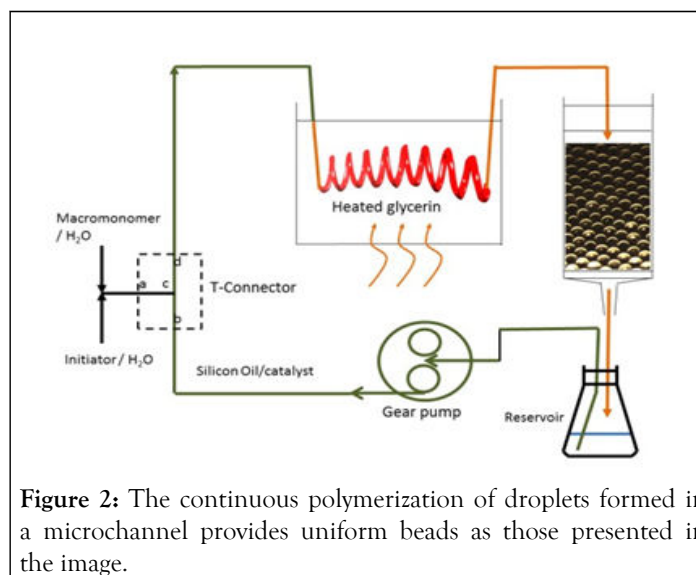 Heated glycerin
Macromonomer
/ H₂O
d
a c
T-Connector
b
Initiator / H₂O
Silicon Oil/catalyst
Gear pump
Reservoir
Figure 2: The continuous polymerization of droplets formed in
a microchannel provides uniform beads as those presented in
the image.